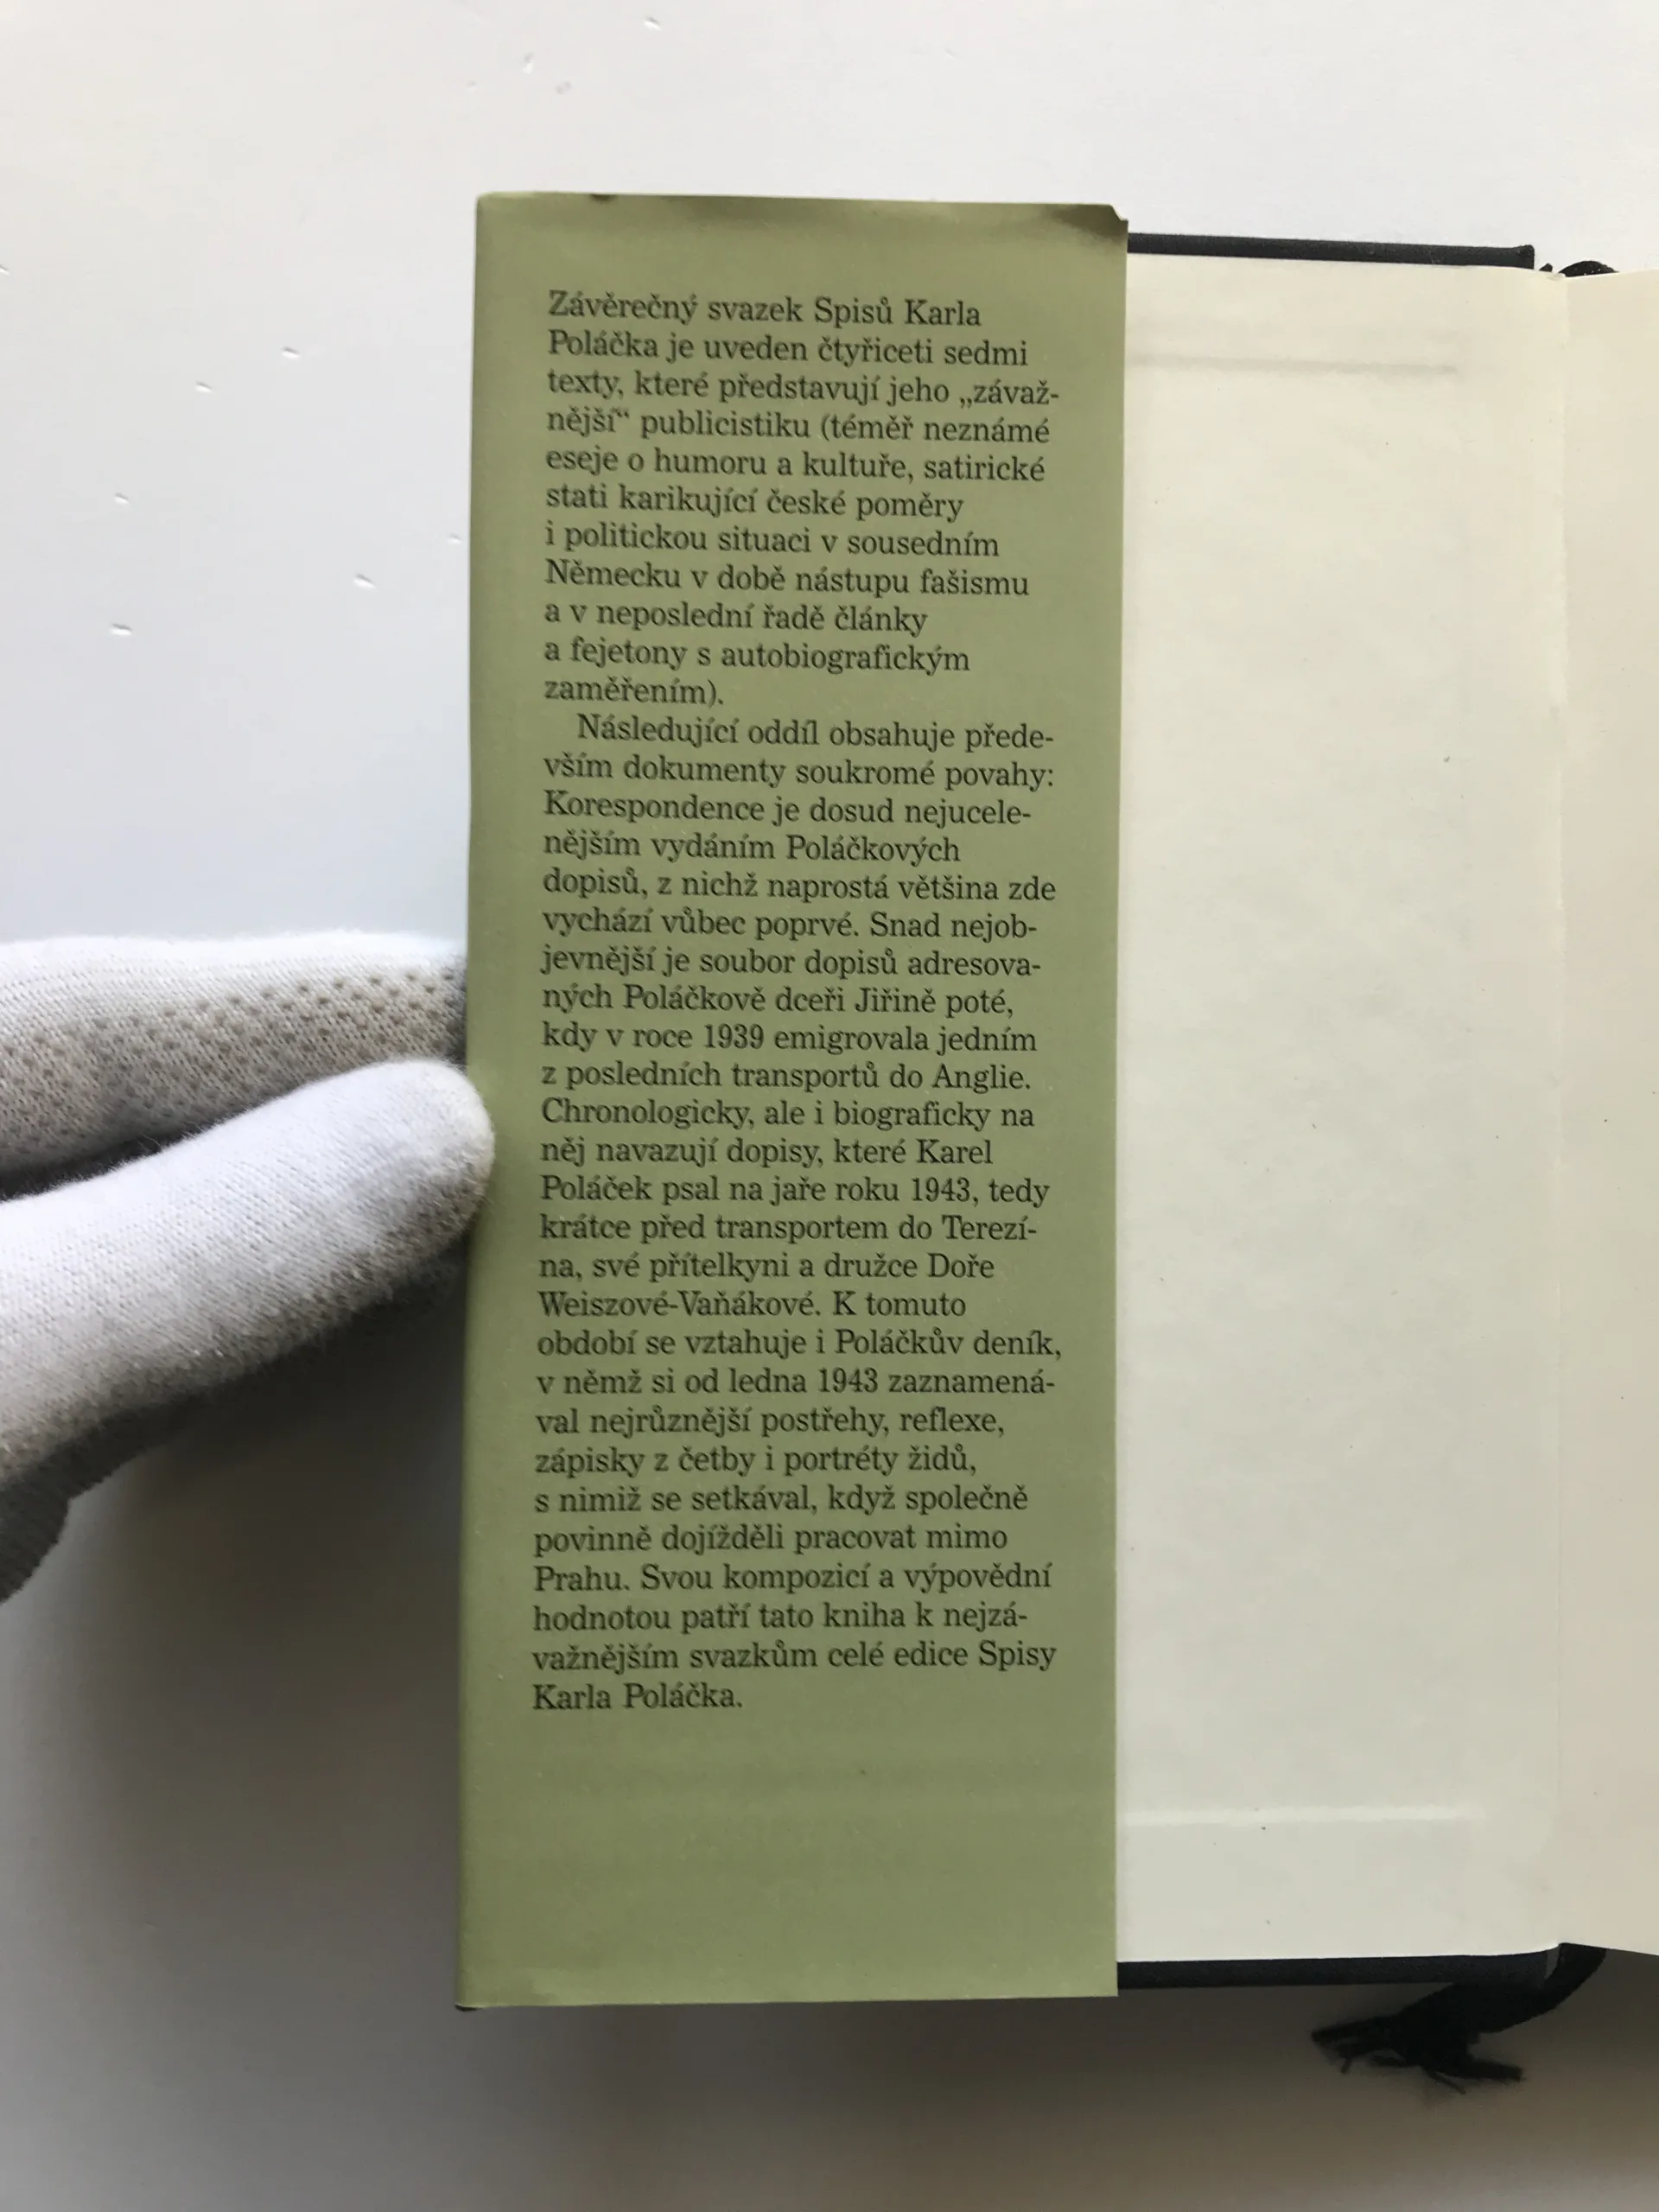 Závěrečný svazek Spisů Karla
Poláčka je uveden čtyřiceti sedmi
texty, které představují jeho „závaž-
nější“ publicistiku (téměř neznámé
eseje o humoru a kultuře, satirické
stati karikující české poměry
i politickou situaci v sousedním
Německu v době nástupu fašismu
a v neposlední řadě články
a fejetony s autobiografickým
zaměřením).
Následující oddíl obsahuje přede-
vším dokumenty soukromé povahy:
Korespondence je dosud nejucele-
nějším vydáním Poláčkových
dopisů, z nichž naprostá většina zde
vychází vůbec poprvé. Snad nejob-
jevnější je soubor dopisů adresova-
ných Poláčkově dceři Jiřině poté,
kdy v roce 1939 emigrovala jedním
z posledních transportů do Anglie.
Chronologicky, ale i biograficky na
něj navazují dopisy, které Karel
Poláček psal na jaře roku 1943, tedy
krátce před transportem do Terezí-
na, své přítelkyni a družce Doře
Weiszové-Vaňákové. K tomuto
období se vztahuje i Poláčkův deník,
v němž si od ledna 1943 zaznamená-
val nejrůznější postřehy, reflexe,
zápisky z četby i portréty židů,
s nimiž se setkával, když společně
povinně dojížděli pracovat mimo
Prahu. Svou kompozicí a výpovědní
hodnotou patří tato kniha k nejzá-
važnějším svazkům celé edice Spisy
Karla Poláčka.